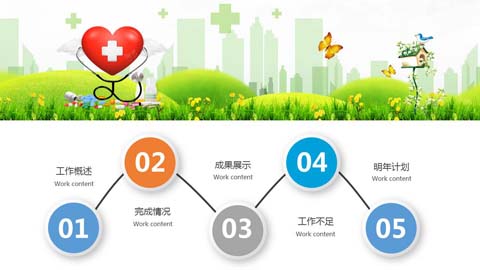 01
工作概述
Work content
02
完成情况
Work content
03
成果展示
Work content
04
工作不足
Work content
05
明年计划
Work content